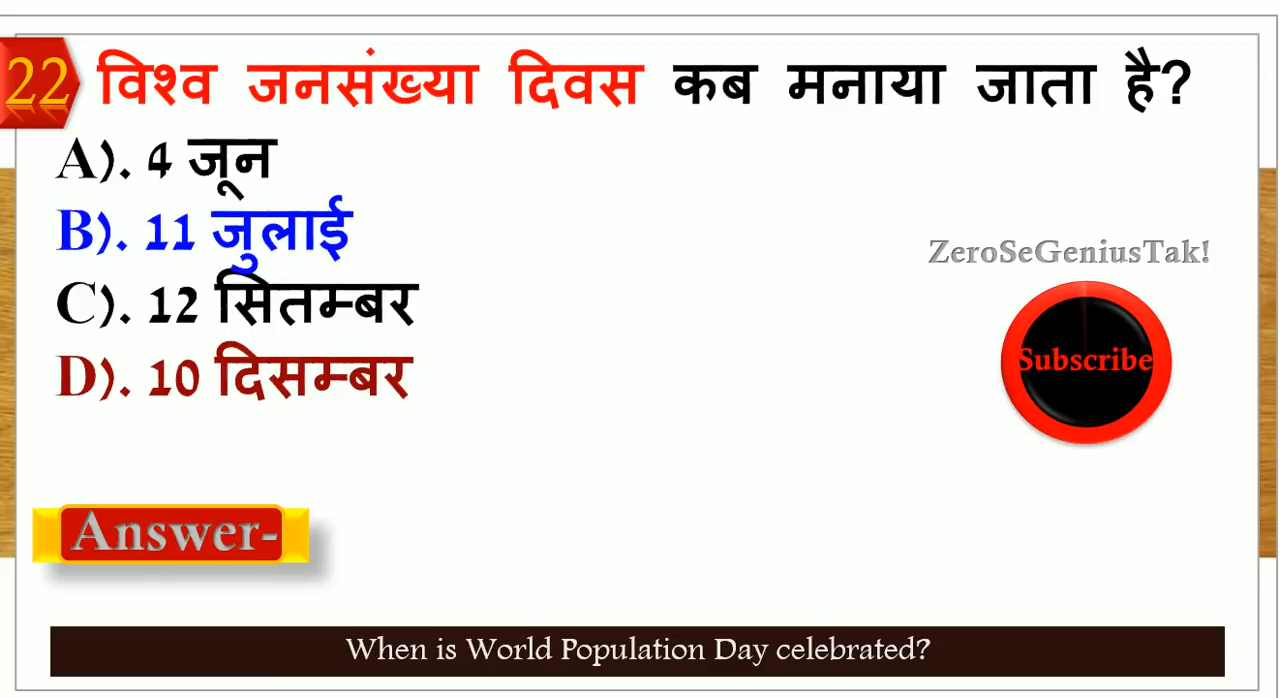 22 विश्व जनसंख्या दिवस कब मनाया जाता है?
A). 4 जून
B). 11 जुलाई
C). 12 सितम्बर
D). 10 दिसम्बर
ZeroSeGeniusTak!
Subscribe
Answer-
When is World Population Day celebrated?